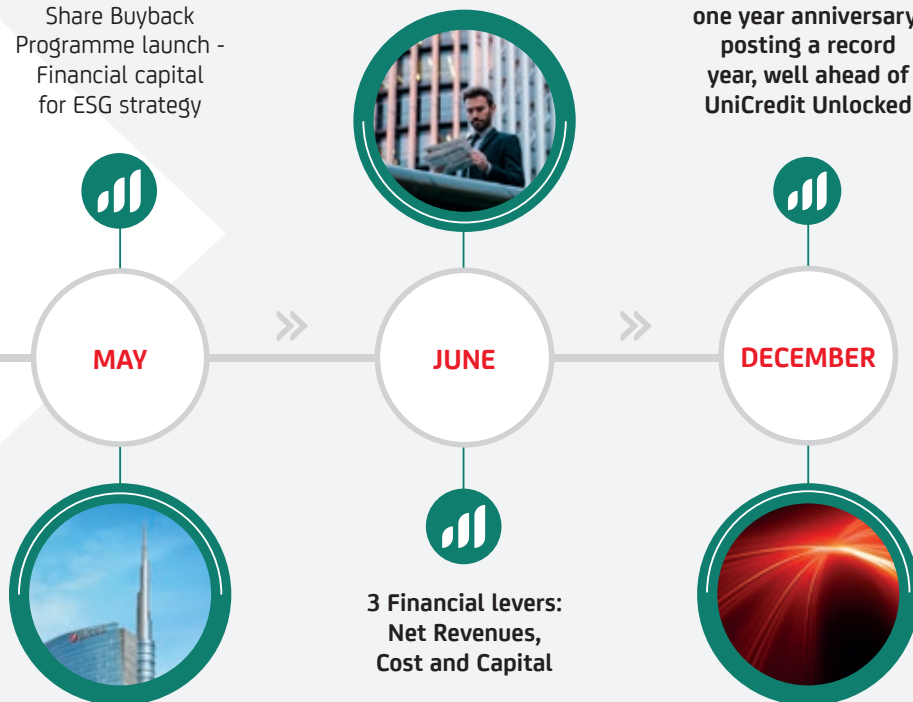 Share Buyback
Programme launch -
Financial capital
for ESG strategy
one year anniversary
posting a record
year, well ahead of
UniCredit Unlocked
MAY
JUNE
DECEMBER
3 Financial levers:
Net Revenues,
Cost and Capital